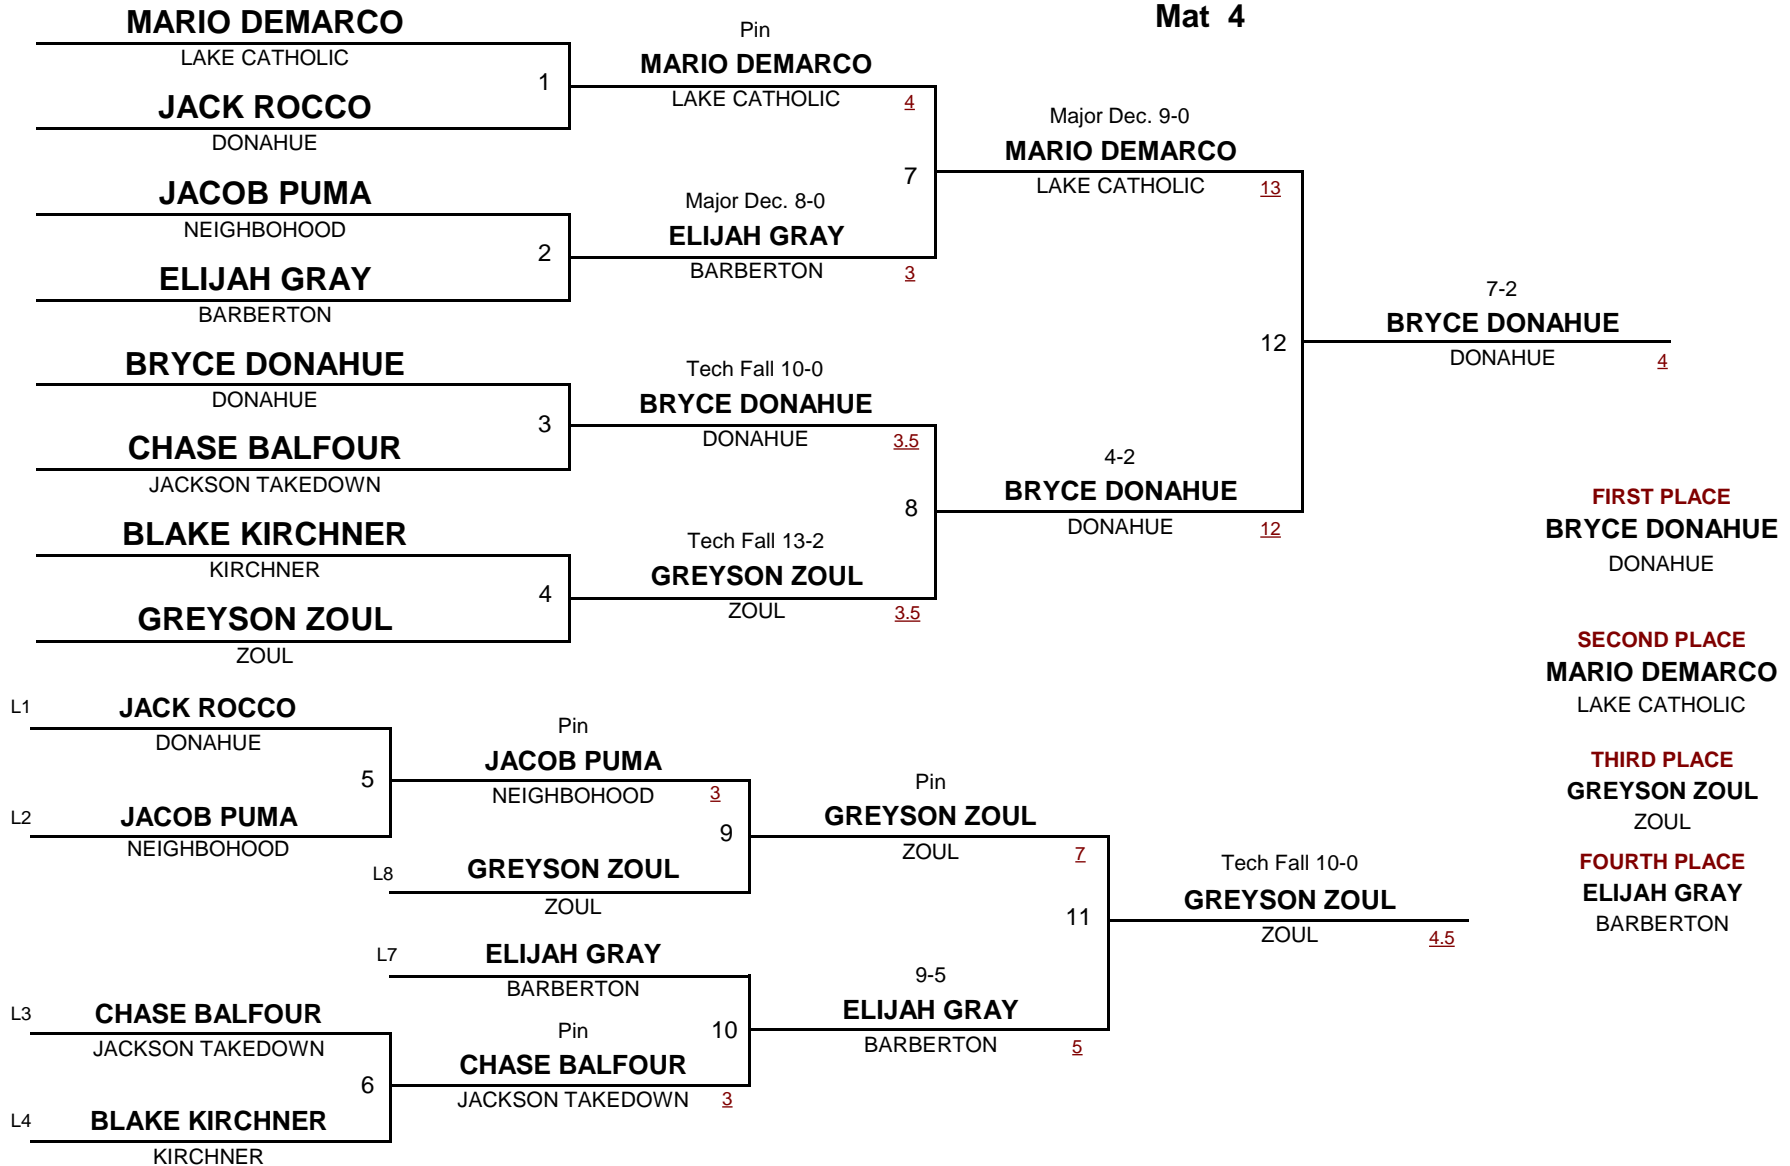 Mat 4
MARIO DEMARCO
LAKE CATHOLIC
1
JACK ROCCO
DONAHUE
JACOB PUMA
NEIGHBOHOOD
2
ELIJAH GRAY
BARBERTON
BRYCE DONAHUE
DONAHUE
3
CHASE BALFOUR
JACKSON TAKEDOWN
BLAKE KIRCHNER
KIRCHNER
4
GREYSON ZOUL
ZOUL
Pin
MARIO DEMARCO
LAKE CATHOLIC 4
7
Major Dec. 8-0
ELIJAH GRAY
BARBERTON 3
Tech Fall 10-0
BRYCE DONAHUE
DONAHUE 3.5
8
Tech Fall 13-2
GREYSON ZOUL
ZOUL 3.5
Major Dec. 9-0
MARIO DEMARCO
LAKE CATHOLIC 13
12
4-2
BRYCE DONAHUE
DONAHUE 12
7-2
BRYCE DONAHUE
DONAHUE 4
FIRST PLACE
BRYCE DONAHUE
DONAHUE
SECOND PLACE
MARIO DEMARCO
LAKE CATHOLIC
THIRD PLACE
GREYSON ZOUL
ZOUL
FOURTH PLACE
ELIJAH GRAY
BARBERTON
L1 JACK ROCCO
DONAHUE
5
L2 JACOB PUMA
NEIGHBOHOOD
L3 CHASE BALFOUR
JACKSON TAKEDOWN
6
L4 BLAKE KIRCHNER
KIRCHNER
Pin
JACOB PUMA
NEIGHBOHOOD 3
9
L8 GREYSON ZOUL
ZOUL
L7 ELIJAH GRAY
BARBERTON
10
Pin
CHASE BALFOUR
JACKSON TAKEDOWN 3
Pin
GREYSON ZOUL
ZOUL 7
11
9-5
ELIJAH GRAY
BARBERTON 5
Tech Fall 10-0
GREYSON ZOUL
ZOUL 4.5